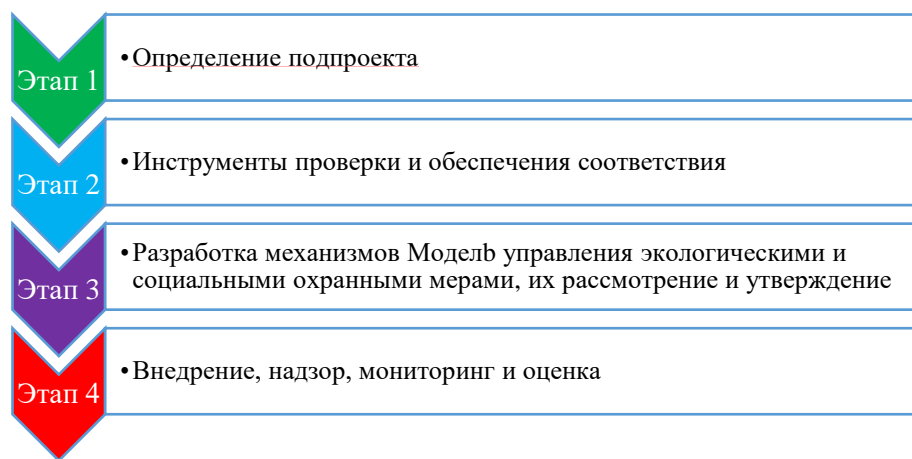 Этап 1
•Определение подпроекта
Этап 2
•Инструменты проверки и обеспечения соответствия
Этап 3
•Разработка механизмов Моделb управления экологическими и
социальными охранными мерами, их рассмотрение и утверждение
Этап 4
•Внедрение, надзор, мониторинг и оценка